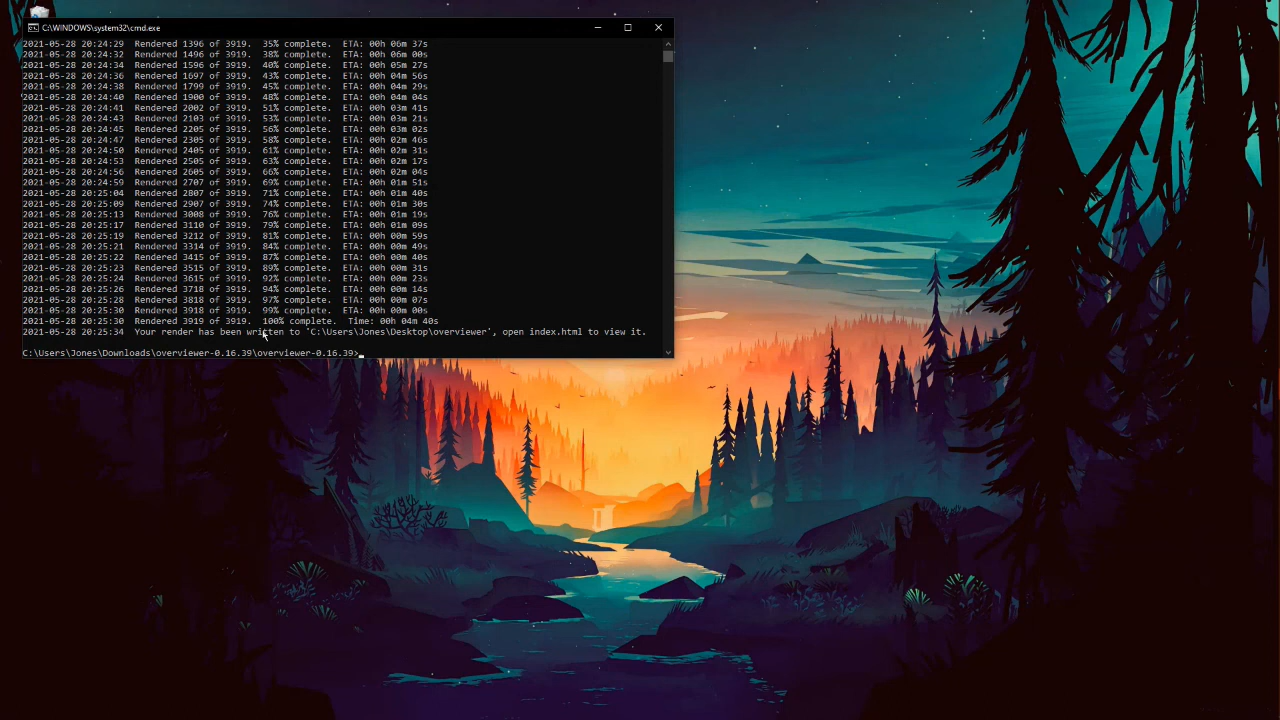 C:\WINDOWS\system32\cmd.exe
2021-05-28 20:24:29 Rendered 1396 of 3919. 35% complete. ETA: 00h 06m 37s
2021-05-28 20:24:32 Rendered 1496 of 3919. 38% complete. ETA: 00h 06m 00s
2021-05-28 20:24:34 Rendered 1596 of 3919. 40% complete. ETA: 00h 05m 27s
2021-05-28 20:24:36 Rendered 1697 of 3919. 43% complete. ETA: 00h 04m 56s
2021-05-28 20:24:38 Rendered 1799 of 3919. 45% complete. ETA: 00h 04m 29s
2021-05-28 20:24:40 Rendered 1900 of 3919. 48% complete. ETA: 00h 04m 04s
2021-05-28 20:24:41 Rendered 2002 of 3919. 51% complete. ETA: 00h 03m 41s
2021-05-28 20:24:43 Rendered 2103 of 3919. 53% complete. ETA: 00h 03m 21s
2021-05-28 20:24:45 Rendered 2205 of 3919. 56% complete. ETA: 00h 03m 02s
2021-05-28 20:24:47 Rendered 2305 of 3919. 58% complete. ETA: 00h 02m 46s
2021-05-28 20:24:50 Rendered 2405 of 3919. 61% complete. ETA: 00h 02m 31s
2021-05-28 20:24:53 Rendered 2505 of 3919. 63% complete. ETA: 00h 02m 17s
2021-05-28 20:24:56 Rendered 2605 of 3919. 66% complete. ETA: 00h 02m 04s
2021-05-28 20:24:59 Rendered 2707 of 3919. 69% complete. ETA: 00h 01m 51s
2021-05-28 20:25:04 Rendered 2807 of 3919. 71% complete. ETA: 00h 01m 40s
2021-05-28 20:25:09 Rendered 2907 of 3919. 74% complete. ETA: 00h 01m 30s
2021-05-28 20:25:13 Rendered 3008 of 3919. 76% complete. ETA: 00h 01m 19s
2021-05-28 20:25:17 Rendered 3110 of 3919. 79% complete. ETA: 00h 01m 09s
2021-05-28 20:25:19 Rendered 3212 of 3919. 81% complete. ETA: 00h 00m 59s
2021-05-28 20:25:21 Rendered 3314 of 3919. 84% complete. ETA: 00h 00m 49s
2021-05-28 20:25:22 Rendered 3415 of 3919. 87% complete. ETA: 00h 00m 40s
2021-05-28 20:25:23 Rendered 3515 of 3919. 89% complete. ETA: 00h 00m 31s
2021-05-28 20:25:24 Rendered 3615 of 3919. 92% complete. ETA: 00h 00m 23s
2021-05-28 20:25:26 Rendered 3718 of 3919. 94% complete. ETA: 00h 00m 14s
2021-05-28 20:25:28 Rendered 3818 of 3919. 97% complete. ETA: 00h 00m 07s
2021-05-28 20:25:30 Rendered 3918 of 3919. 99% complete. ETA: 00h 00m 00s
2021-05-28 20:25:30 Rendered 3919 of 3919. 100% complete. Time: 00h 04m 40s
2021-05-28 20:25:34 Your render has been written to 'C:\Users\Jones\Desktop\overviewer', open index.html to view it.
C:\Users\Jones\Downloads\overviewer-0.16.39\overviewer-0.16.39>